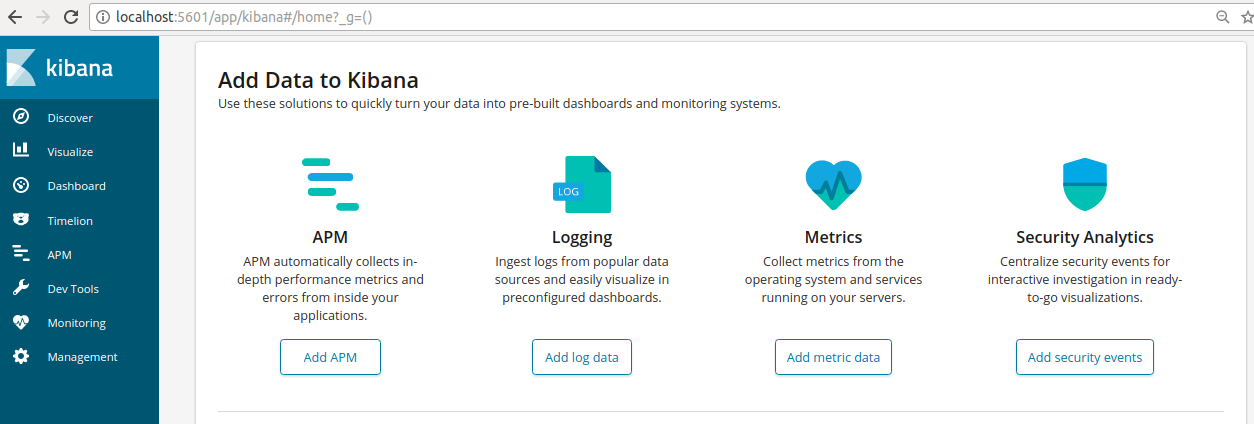 localhost:5601/app/kibana#/home?_g=()
kibana
Discover
Visualize
Dashboard
Timelion
APM
Dev Tools
Monitoring
Management
Add Data to Kibana
Use these solutions to quickly turn your data into pre-built dashboards and monitoring systems.
APM
APM automatically collects in-
depth performance metrics and
errors from inside your
applications.
Add APM
LOG
Logging
Ingest logs from popular data
sources and easily visualize in
preconfigured dashboards.
Add log data
Metrics
Collect metrics from the
operating system and services
running on your servers.
Add metric data
Security Analytics
Centralize security events for
interactive investigation in ready-
to-go visualizations.
Add security events